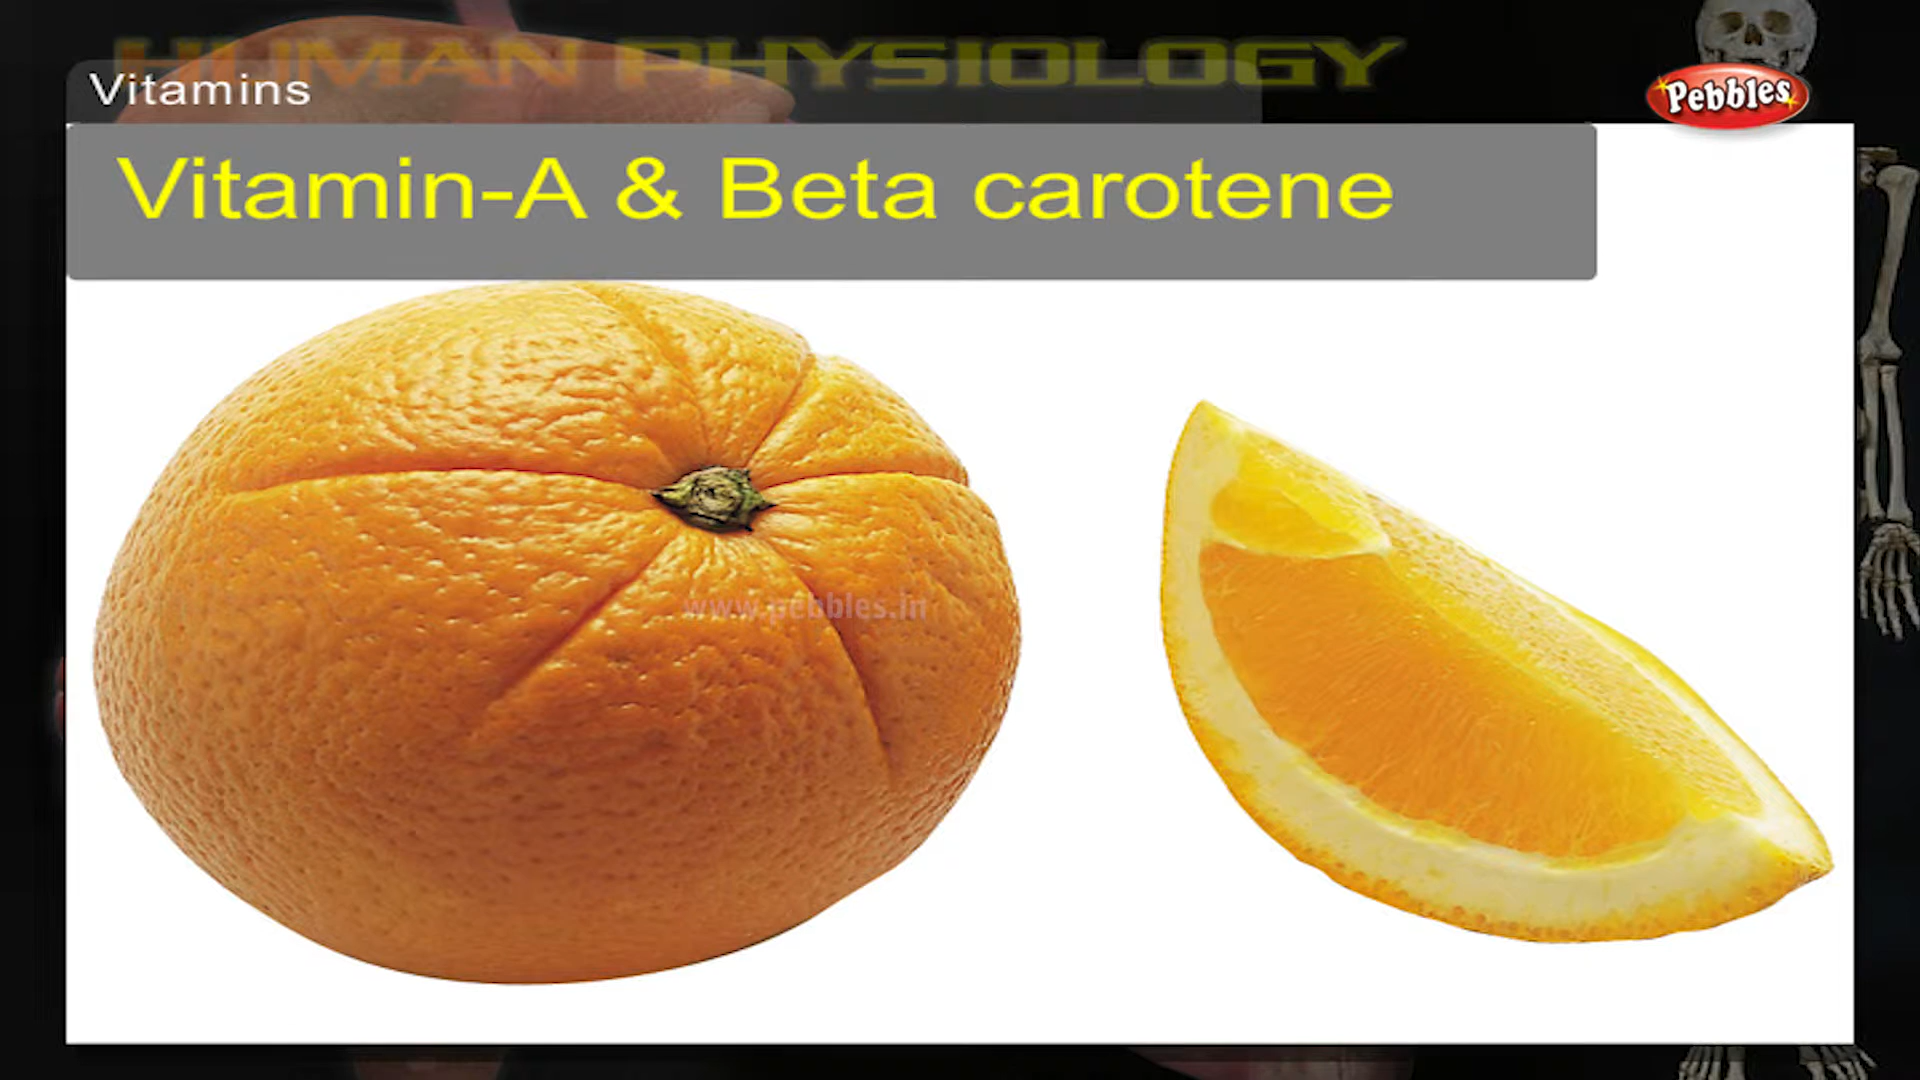 HUMAN PHYSIOLOGY
Vitamins
Pebbles
Vitamin-A & Beta carotene
www.pebbles.in